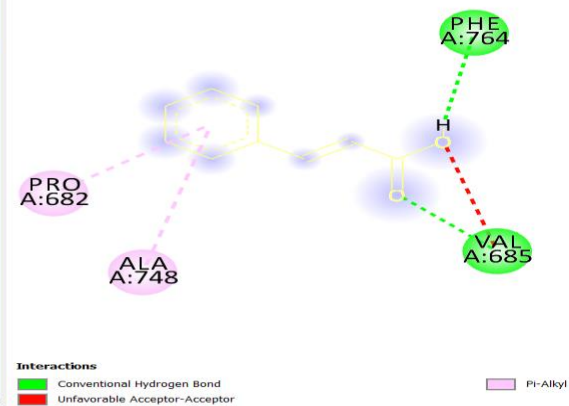 PHE
A:764
H
O
PRO
A:682
O
VAL
A:685
ALA
A:748
Interactions
Conventional Hydrogen Bond
Unfavorable Acceptor-Acceptor
Pi-Alkyl